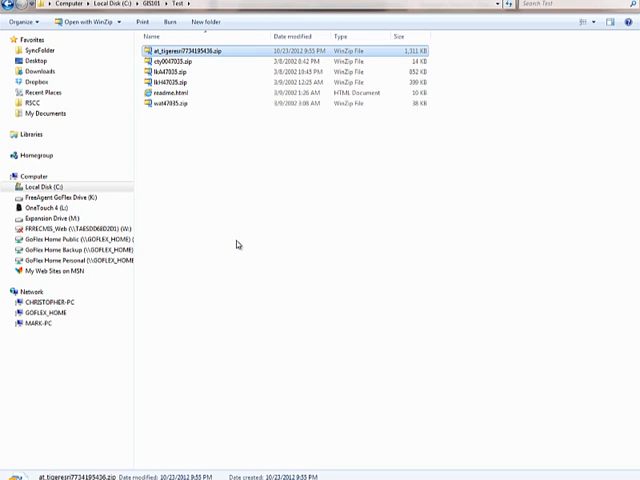 Computer ▸ Local Disk (C:) ▸ GIS101 ▸ Test ▸
Search Test
Organize ▾ Open with WinZip ▾ Print Burn New folder
Name Date modified Type Size
at_tigeresri7734195436.zip 10/23/2012 9:55 PM WinZip File 1,311 KB
cty0047035.zip 3/8/2002 8:42 PM WinZip File 14 KB
lkA47035.zip 3/8/2002 10:45 PM WinZip File 852 KB
lkH47035.zip 3/9/2002 12:25 AM WinZip File 399 KB
readme.html 3/9/2002 1:26 AM HTML Document 10 KB
wat47035.zip 3/9/2002 3:08 AM WinZip File 38 KB
Favorites
SyncFolder
Desktop
Downloads
Dropbox
Recent Places
RSCC
My Documents
Libraries
Homegroup
Computer
Local Disk (C:)
FreeAgent GoFlex Drive (K:)
OneTouch 4 (L:)
Expansion Drive (M:)
FRRECMIS_Web (\\TAESDD68D201) (W:)
GoFlex Home Public (\\GOFLEX_HOME) (
GoFlex Home Backup (\\GOFLEX_HOME)
GoFlex Home Personal (\\GOFLEX_HOME
My Web Sites on MSN
Network
CHRISTOPHER-PC
GOFLEX_HOME
MARK-PC
at_tigeresri7734195436.zip Date modified: 10/23/2012 9:55 PM Date created: 10/23/2012 9:55 PM